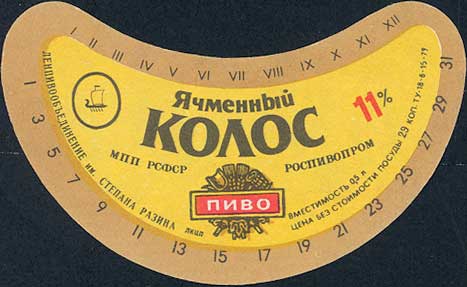 I II III IV V VI VII VIII IX X XI XII
ЛЕНПИВООБЪЕДИНЕНИЕ им. СТЕПАНА РАЗИНА лкцп
Ячменный
КОЛОС
11%
МПП РСФСР РОСПИВОПРОМ
ПИВО
ВМЕСТИМОСТЬ 0,5 л
ЦЕНА БЕЗ СТОИМОСТИ ПОСУДЫ 29 КОП. ТУ-18-6-15-79
1 3 5 7 9 11 13 15 17 19 21 23 25 27 29 31